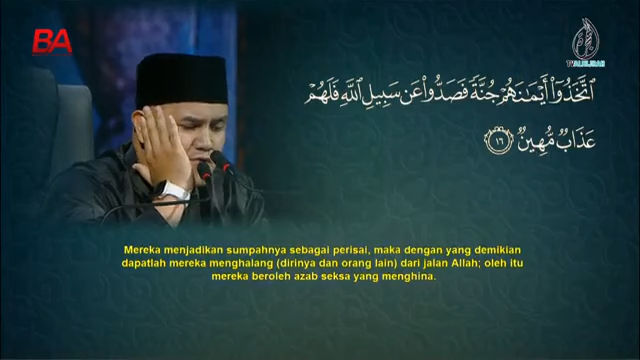 BA
TV ALHIJRAH
ٱتَّخَذُوٓا۟ أَيْمَـٰنَهُمْ جُنَّةًۭ فَصَدُّوا۟ عَن سَبِيلِ ٱللَّهِ فَلَهُمْ
عَذَابٌۭ مُّهِينٌۭ ١٦
Mereka menjadikan sumpahnya sebagai perisai, maka dengan yang demikian
dapatlah mereka menghalang (dirinya dan orang lain) dari jalan Allah; oleh itu
mereka beroleh azab seksa yang menghina.